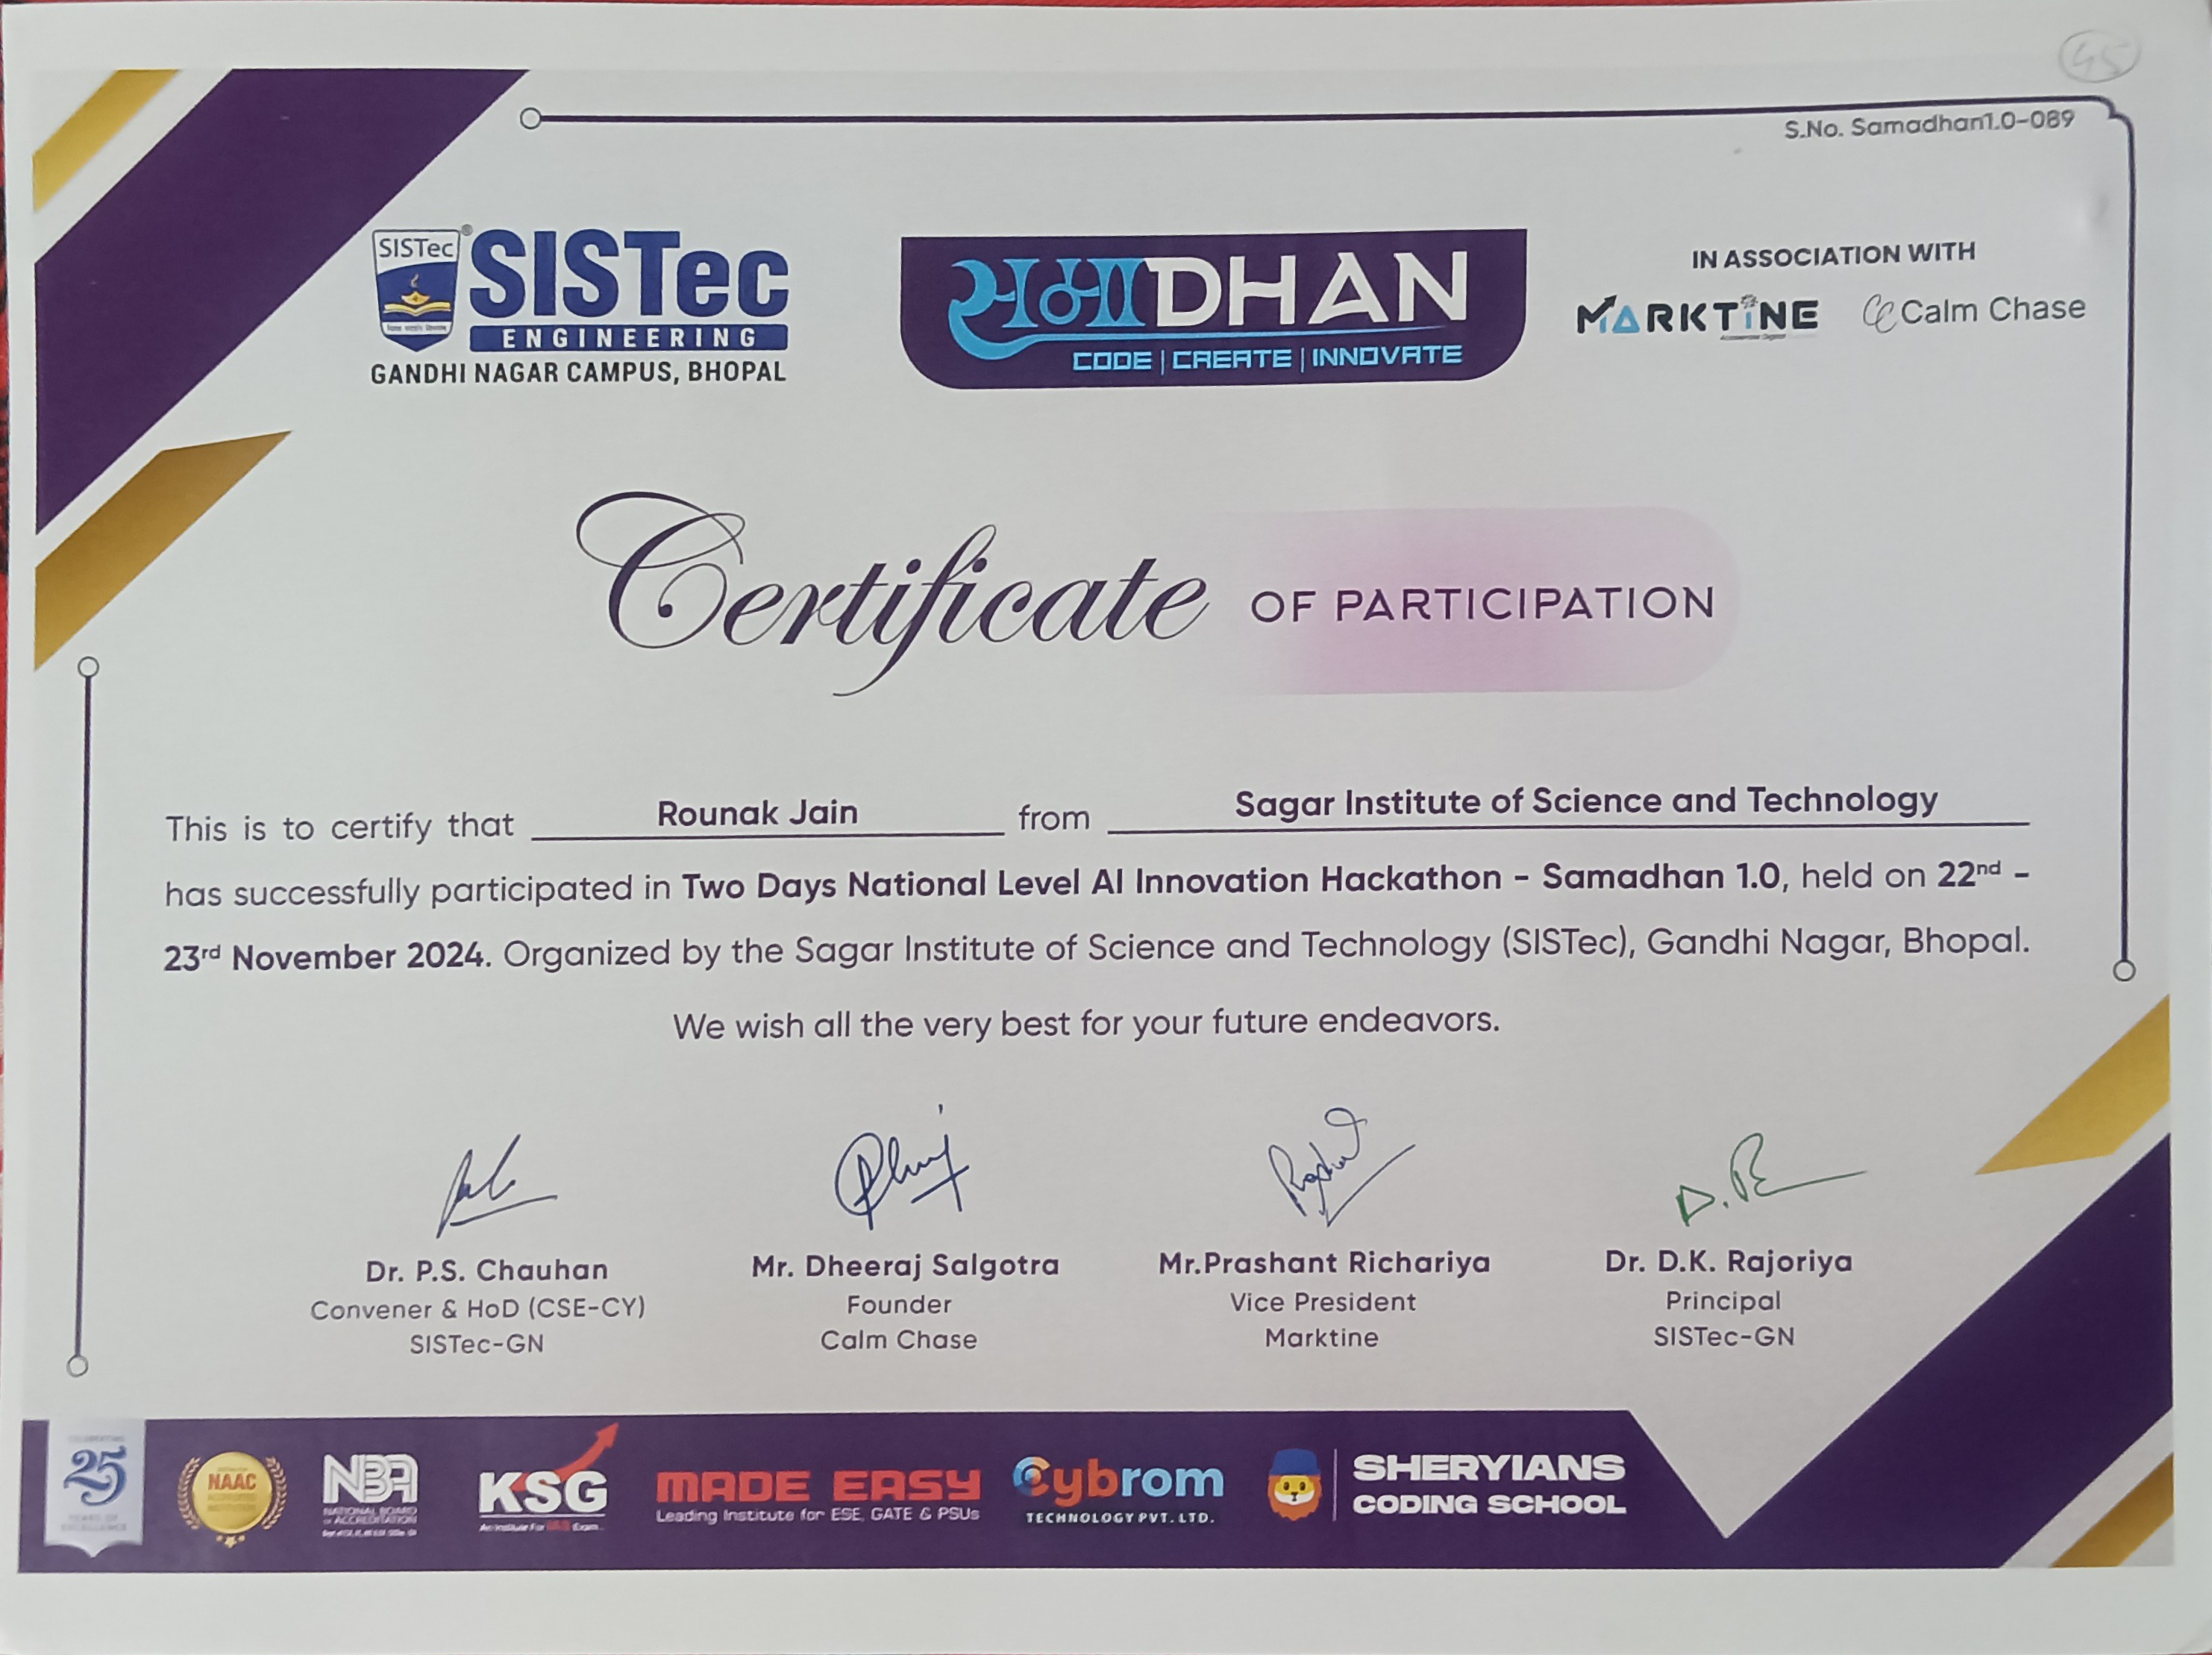 45
S.No. Samadhan1.0-089
SISTec
SISTec
ENGINEERING
GANDHI NAGAR CAMPUS, BHOPAL
समाDHAN
CODE | CREATE | INNOVATE
IN ASSOCIATION WITH
MARKTINE
Calm Chase
Certificate OF PARTICIPATION
This is to certify that Rounak Jain from Sagar Institute of Science and Technology
has successfully participated in Two Days National Level AI Innovation Hackathon - Samadhan 1.0, held on 22nd -
23rd November 2024. Organized by the Sagar Institute of Science and Technology (SISTec), Gandhi Nagar, Bhopal.
We wish all the very best for your future endeavors.
D.R
Dr. P.S. Chauhan
Convener & HoD (CSE-CY)
SISTec-GN
Mr. Dheeraj Salgotra
Founder
Calm Chase
Mr.Prashant Richariya
Vice President
Marktine
Dr. D.K. Rajoriya
Principal
SISTec-GN
25
NAAC
NBA
NATIONAL BOARD
of ACCREDITATION
KSG
MADE EASY
Leading Institute for ESE, GATE & PSUs
Cybrom
TECHNOLOGY PVT. LTD.
SHERYIANS
CODING SCHOOL